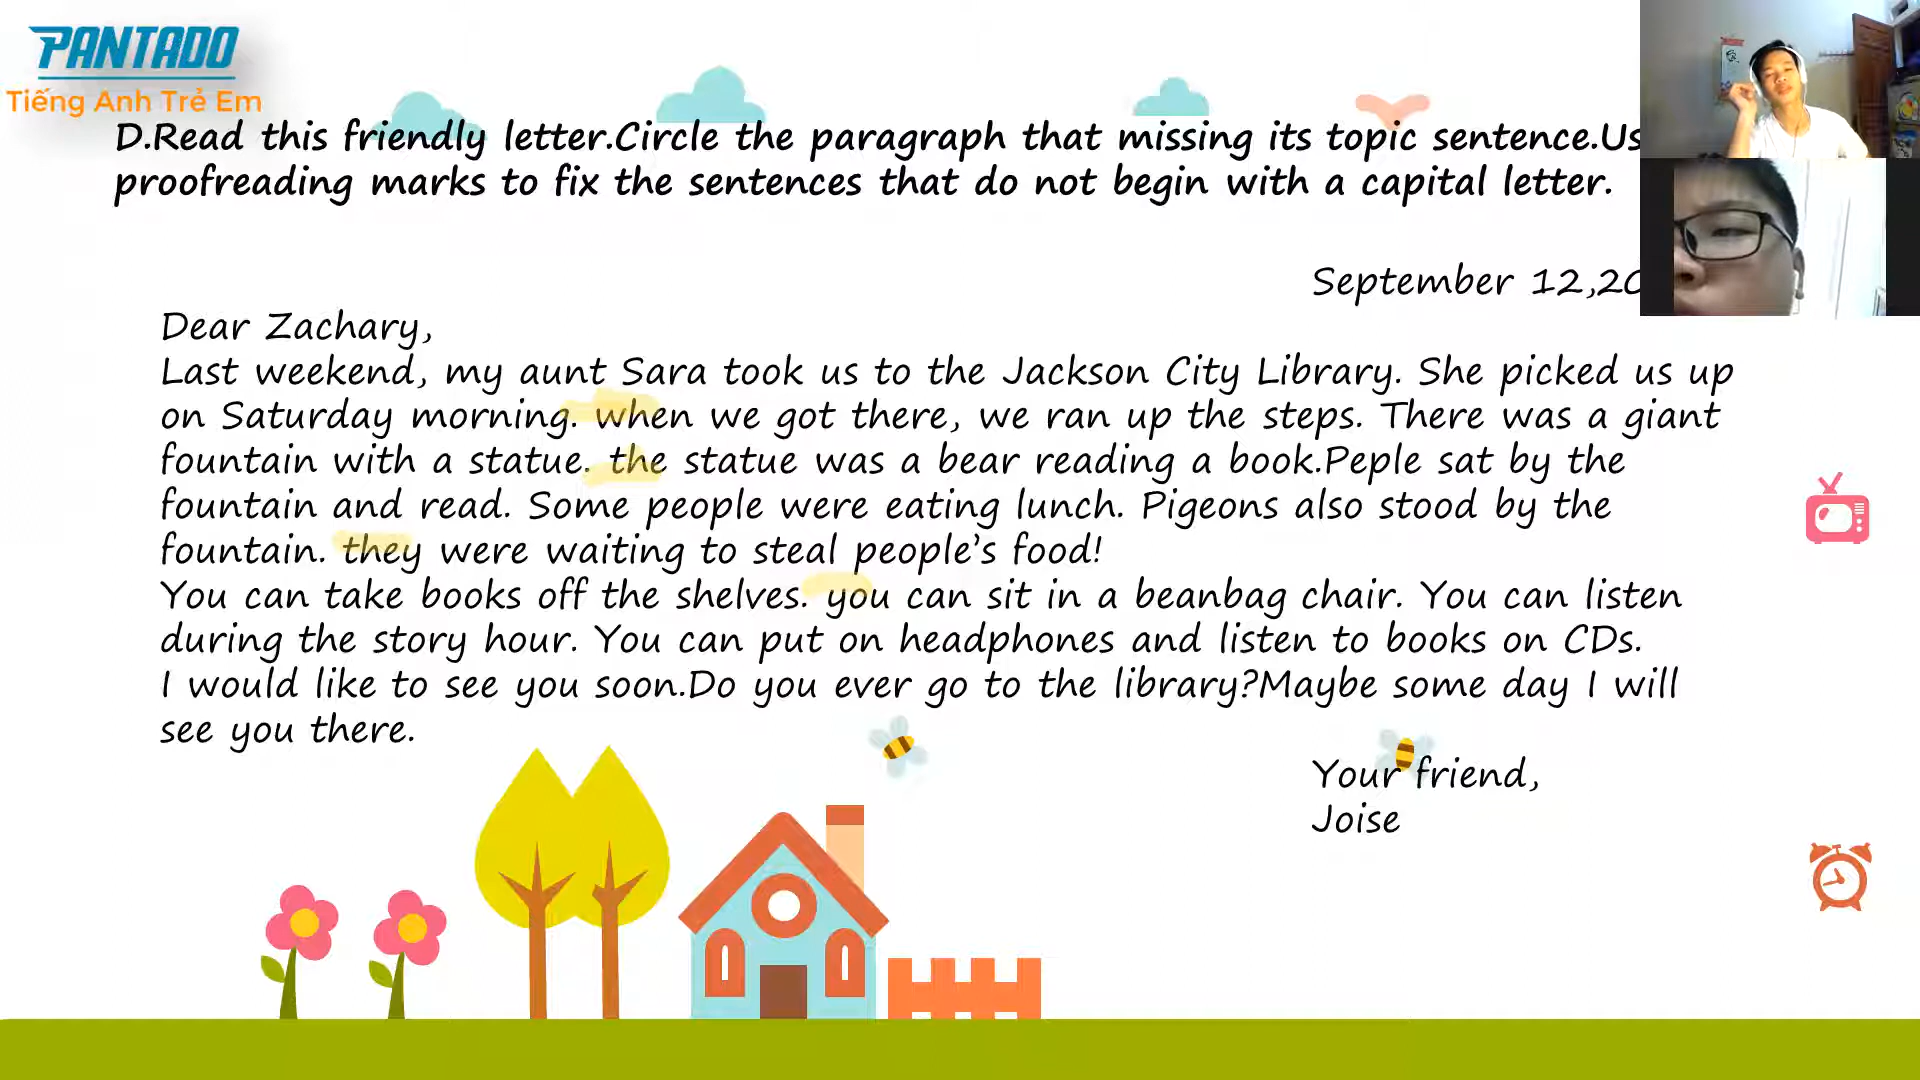 PANTADO
Tiếng Anh Trẻ Em
D.Read this friendly letter.Circle the paragraph that missing its topic sentence.
proofreading marks to fix the sentences that do not begin with a capital letter.
September 12,
Dear Zachary,
Last weekend, my aunt Sara took us to the Jackson City Library. She picked us up
on Saturday morning. when we got there, we ran up the steps. There was a giant
fountain with a statue. the statue was a bear reading a book.Peple sat by the
fountain and read. Some people were eating lunch. Pigeons also stood by the
fountain. they were waiting to steal people's food!
You can take books off the shelves. you can sit in a beanbag chair. You can listen
during the story hour. You can put on headphones and listen to books on CDs.
I would like to see you soon.Do you ever go to the library?Maybe some day I will
see you there.
Your friend,
Joise